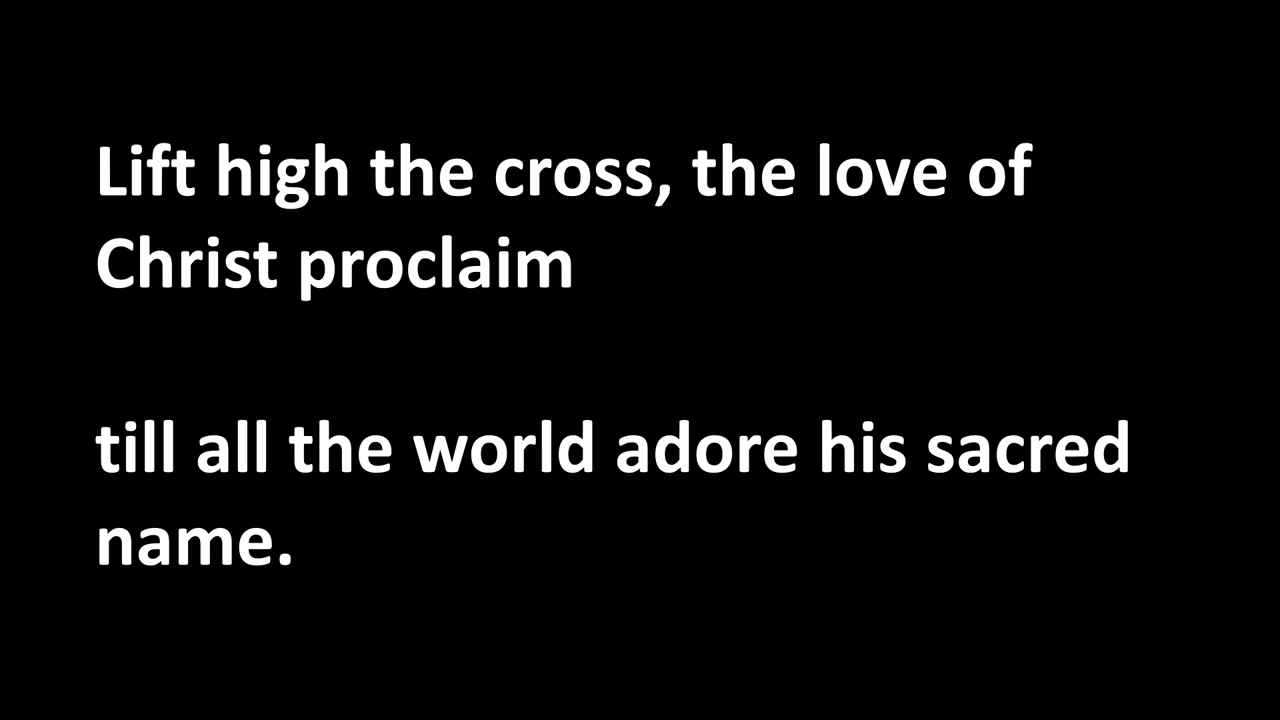 Lift high the cross, the love of
Christ proclaim
till all the world adore his sacred
name.